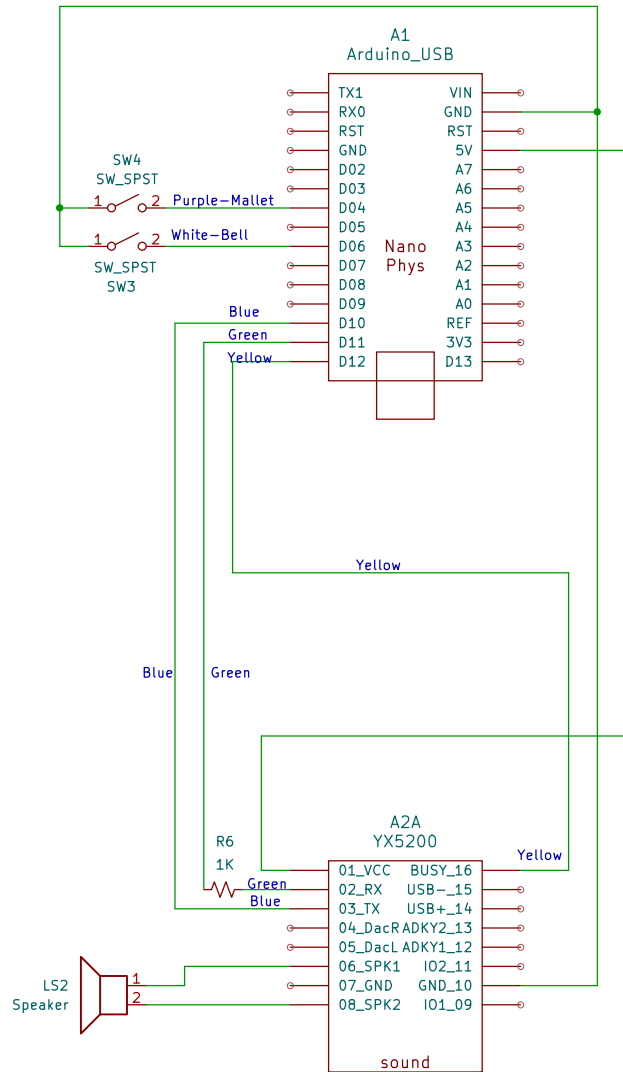 A1
Arduino_USB
TX1 VIN
RX0 GND
RST RST
GND 5V
D02 A7
D03 A6
D04 A5
D05 A4
D06 A3
D07 A2
D08 A1
D09 A0
D10 REF
D11 3V3
D12 D13
Nano
Phys
SW4
SW_SPST
1 2 Purple-Mallet
1 2 White-Bell
SW_SPST
SW3
Blue
Green
Yellow
Yellow
Blue Green
A2A
YX5200
R6
1K
Yellow
Green
Blue
01_VCC BUSY_16
02_RX USB-_15
03_TX USB+_14
04_DacR ADKY2_13
05_DacL ADKY1_12
06_SPK1 IO2_11
07_GND GND_10
08_SPK2 IO1_09
LS2 1
Speaker 2
sound